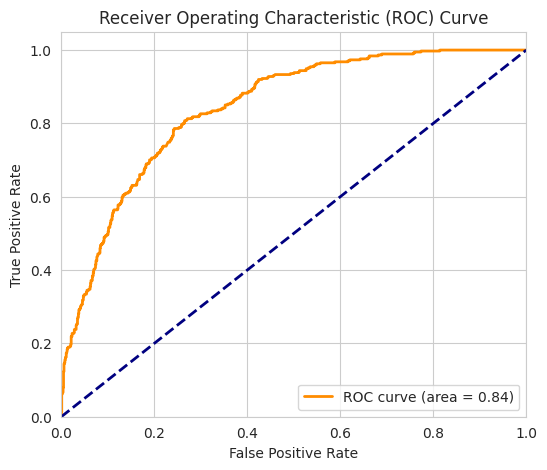 Receiver Operating Characteristic (ROC) Curve
True Positive Rate
1.0
0.8
0.6
0.4
0.2
0.0
ROC curve (area = 0.84)
0.0 0.2 0.4 0.6 0.8 1.0
False Positive Rate